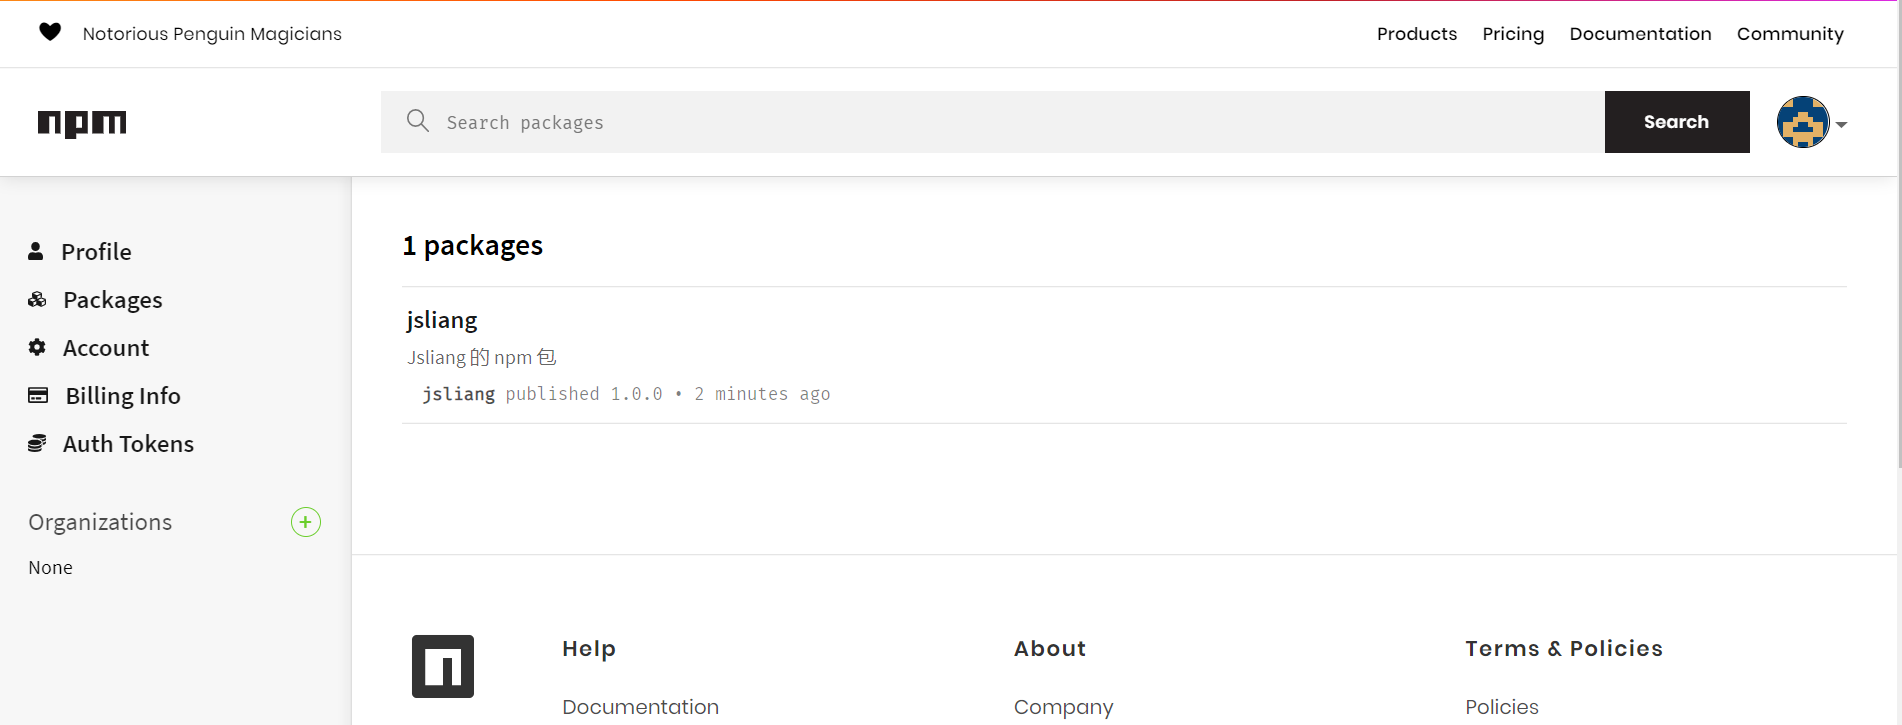 Notorious Penguin Magicians
Products Pricing Documentation Community
npm
Search packages
Search
Profile
Packages
Account
Billing Info
Auth Tokens
Organizations
+
None
1 packages
jsliang
Jsliang 的 npm 包
jsliang published 1.0.0 • 2 minutes ago
n
Help
Documentation
About
Company
Terms & Policies
Policies